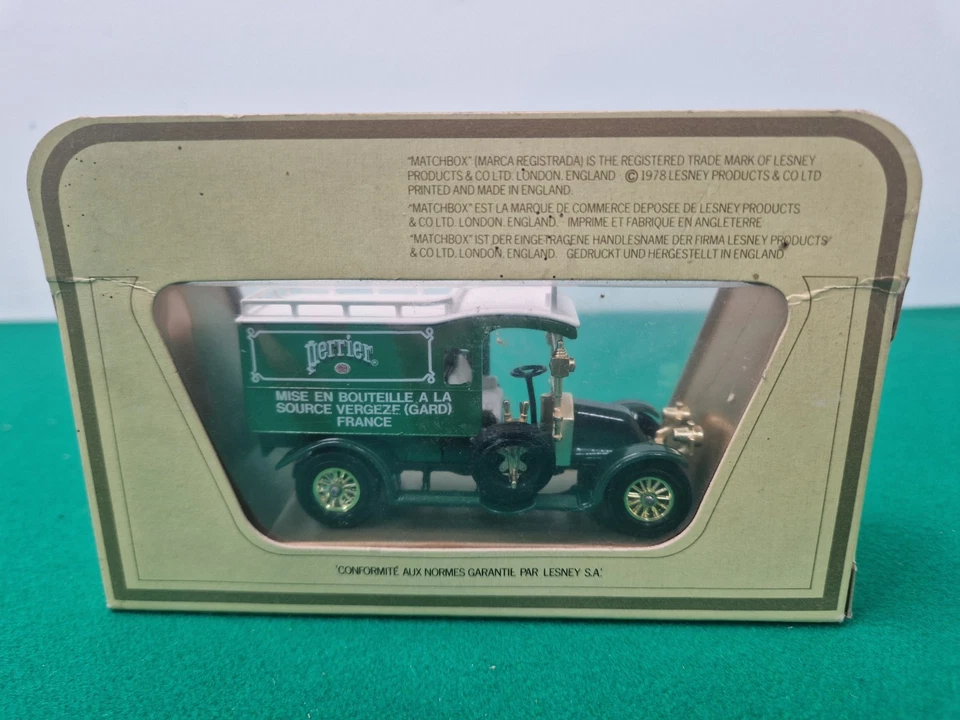 "MATCHBOX" (MARCA REGISTRADA) IS THE REGISTERED TRADE MARK OF LESNEY
PRODUCTS & CO LTD. LONDON. ENGLAND © 1978 LESNEY PRODUCTS & CO LTD
PRINTED AND MADE IN ENGLAND.
"MATCHBOX" EST LA MARQUE DE COMMERCE DEPOSEE DE LESNEY PRODUCTS
& CO LTD. LONDON. ENGLAND. IMPRIME ET FABRIQUE EN ANGLETERRE
"MATCHBOX" IST DER EINGETRAGENE HANDLESNAME DER FIRMA LESNEY PRODUCTS
& CO LTD. LONDON. ENGLAND. GEDRUCKT UND HERGESTELLT IN ENGLAND
perrier®
MISE EN BOUTEILLE A LA
SOURCE VERGEZE (GARD)
FRANCE
'CONFORMITÉ AUX NORMES GARANTIE PAR LESNEY S.A.'